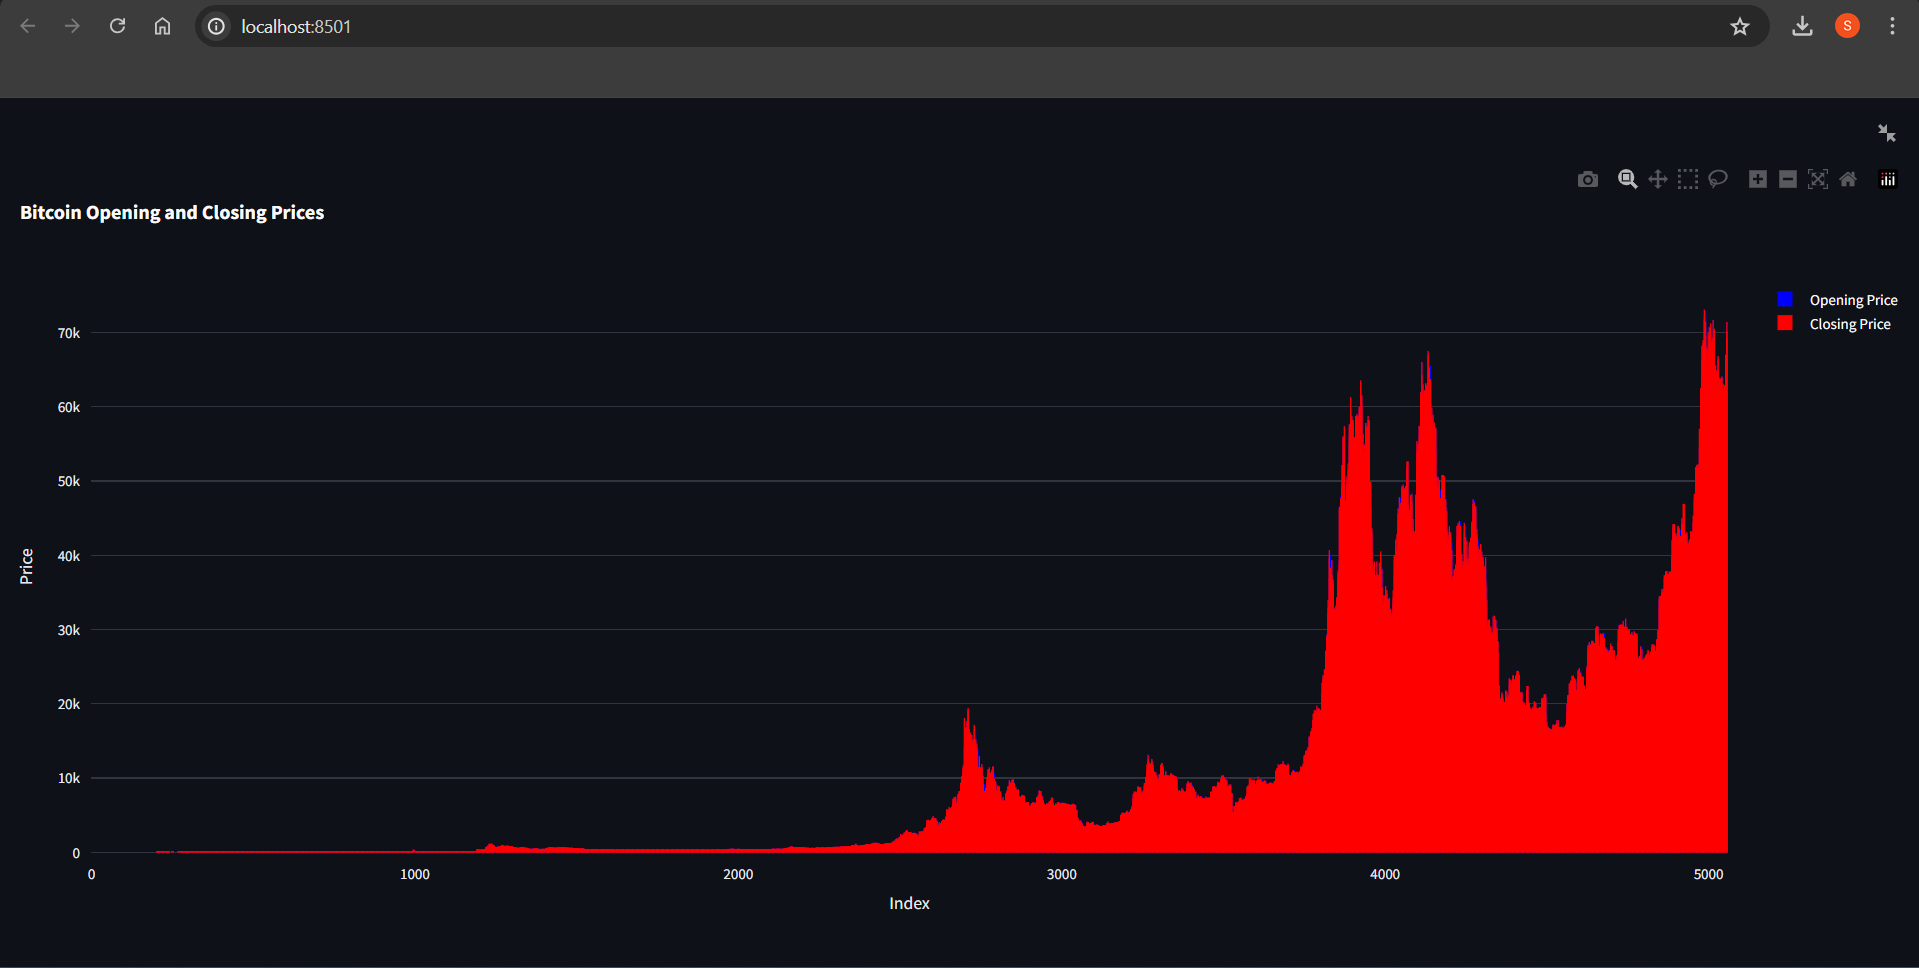 localhost:8501
S
Bitcoin Opening and Closing Prices
Opening Price
Closing Price
70k
60k
50k
40k
30k
20k
10k
0
Price
0 1000 2000 3000 4000 5000
Index